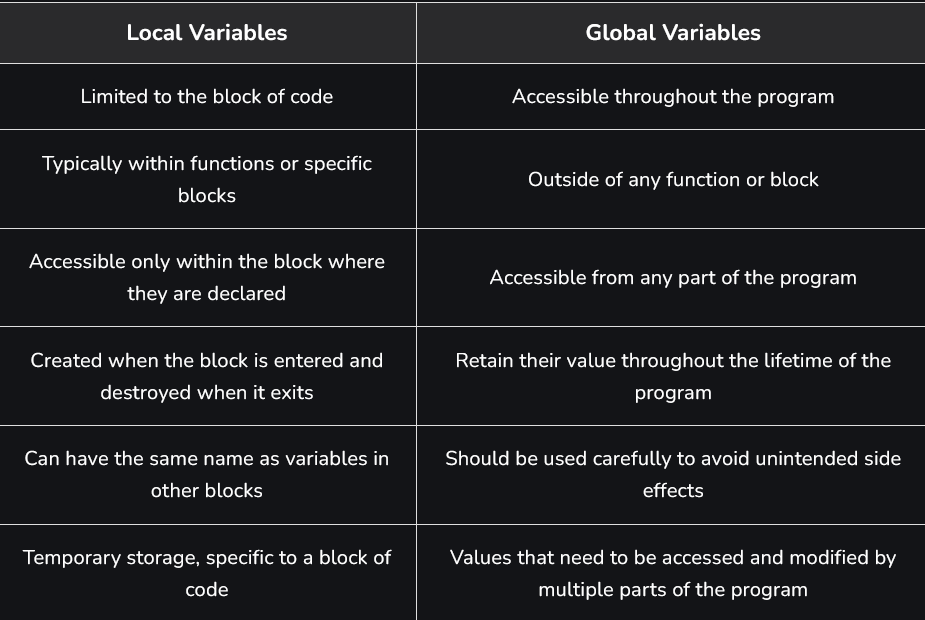 Local Variables
Global Variables
Limited to the block of code
Accessible throughout the program
Typically within functions or specific
blocks
Outside of any function or block
Accessible only within the block where
they are declared
Accessible from any part of the program
Created when the block is entered and
destroyed when it exits
Retain their value throughout the lifetime of the
program
Can have the same name as variables in
other blocks
Should be used carefully to avoid unintended side
effects
Temporary storage, specific to a block of
code
Values that need to be accessed and modified by
multiple parts of the program